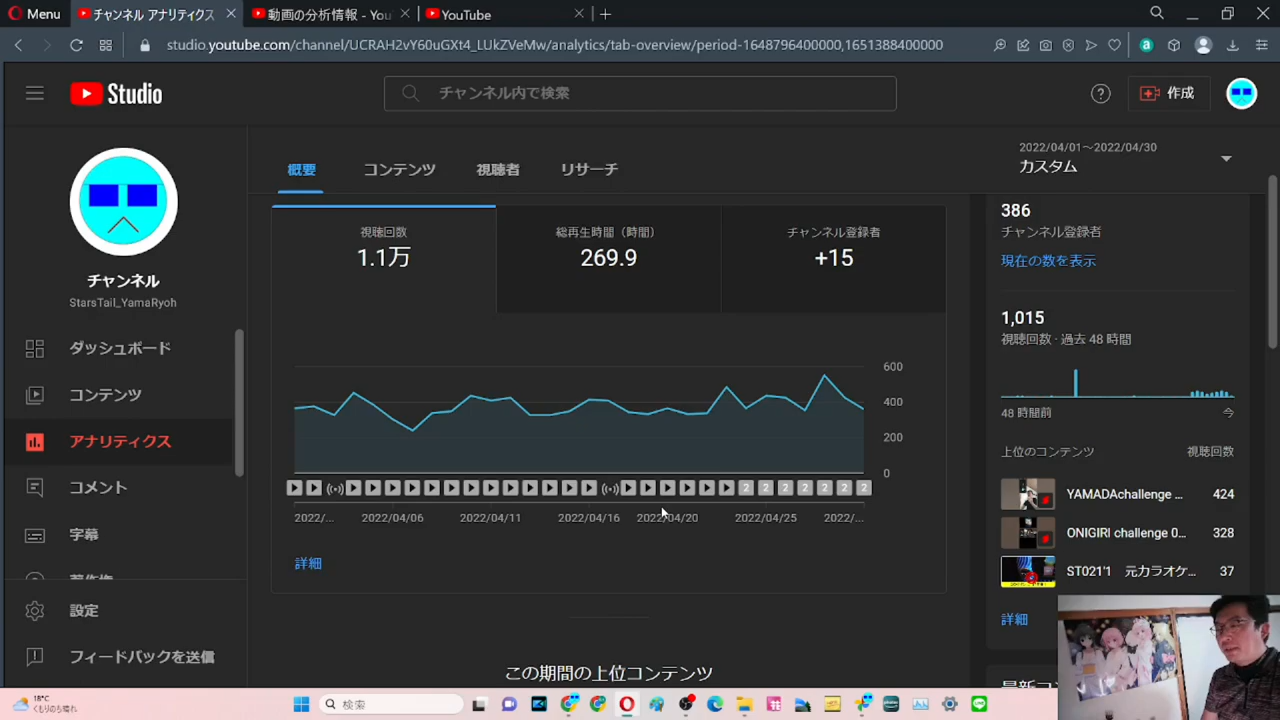 Menu
チャンネル アナリティクス
動画の分析情報 - You
YouTube
studio.youtube.com/channel/UCRAH2vY60uGXt4_LUkZVeMw/analytics/tab-overview/period-1648796400000,1651388400000
Studio
チャンネル内で検索
作成
チャンネル
StarsTail_YamaRyoh
ダッシュボード
コンテンツ
アナリティクス
コメント
字幕
設定
フィードバックを送信
概要
コンテンツ
視聴者
リサーチ
2022/04/01～2022/04/30
カスタム
視聴回数
1.1万
総再生時間（時間）
269.9
チャンネル登録者
+15
600
400
200
0
2 2 2 2 2 2 2
2022/... 2022/04/06 2022/04/11 2022/04/16 2022/04/20 2022/04/25 2022/...
詳細
この期間の上位コンテンツ
386
チャンネル登録者
現在の数を表示
1,015
視聴回数 · 過去 48 時間
48 時間前 今
上位のコンテンツ 視聴回数
YAMADAchallenge ... 424
ONIGIRI challenge 0... 328
ST021'1 元カラオケ... 37
詳細
18°C
くもりのち晴れ
検索